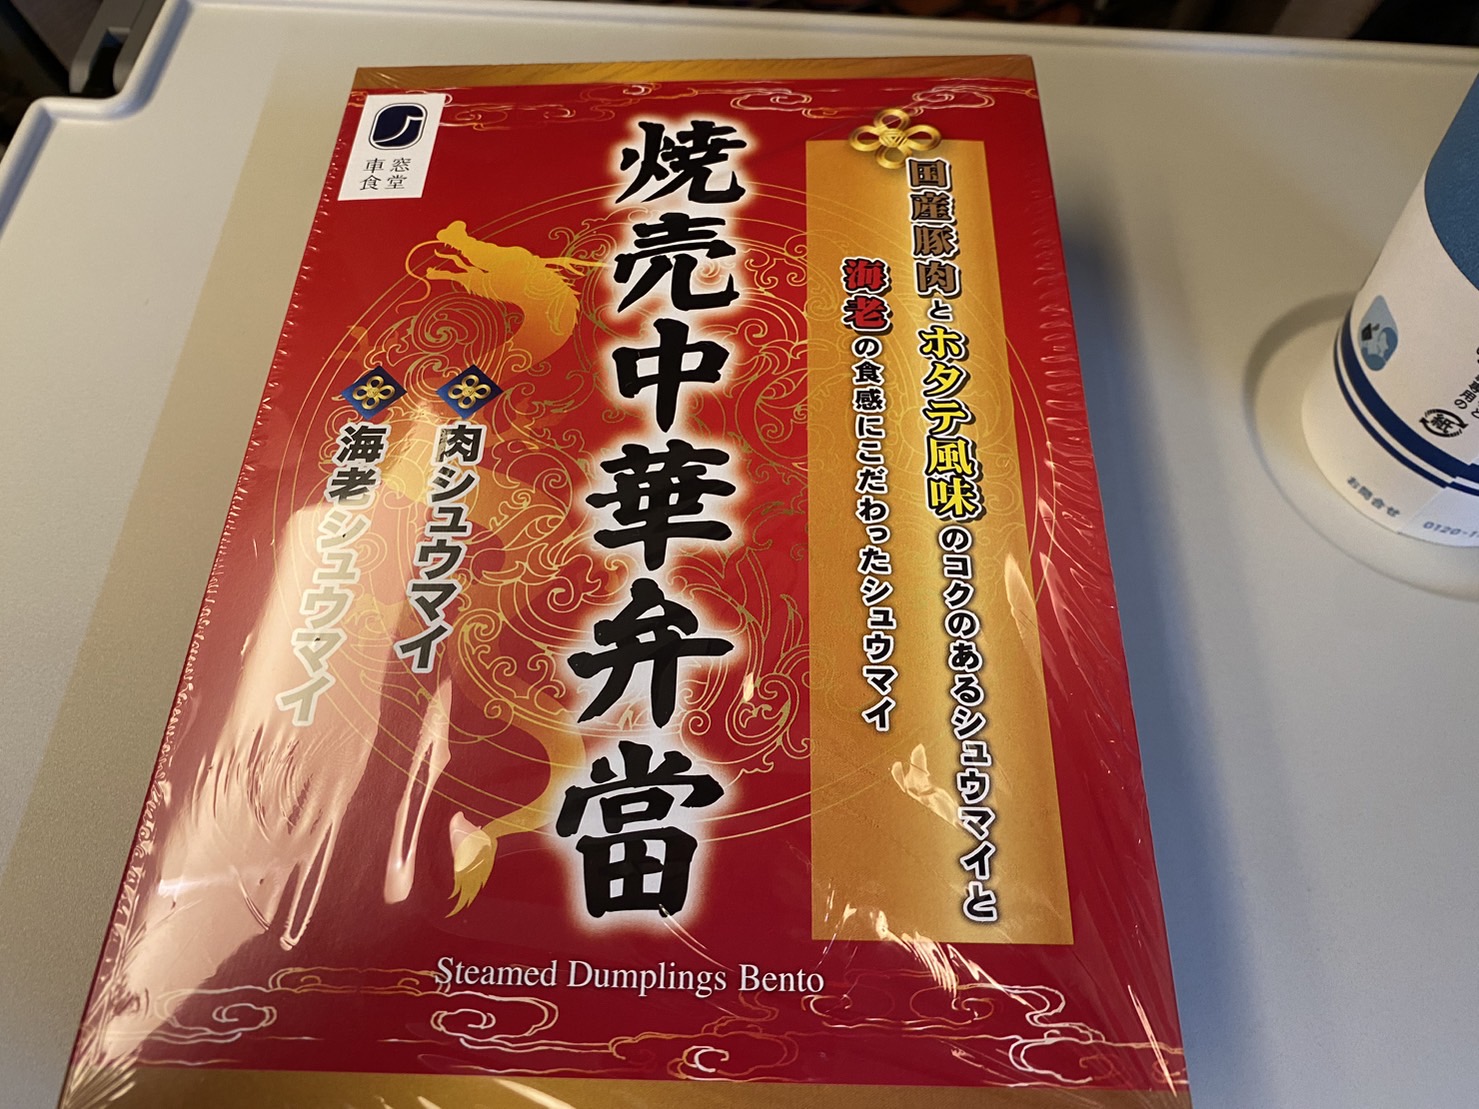 車窓
食堂
焼売中華弁當
国産豚肉とホタテ風味のコクのあるシュウマイと
海老の食感にこだわったシュウマイ
肉シュウマイ
海老シュウマイ
Steamed Dumplings Bento
紙
お問合せ
0120-1